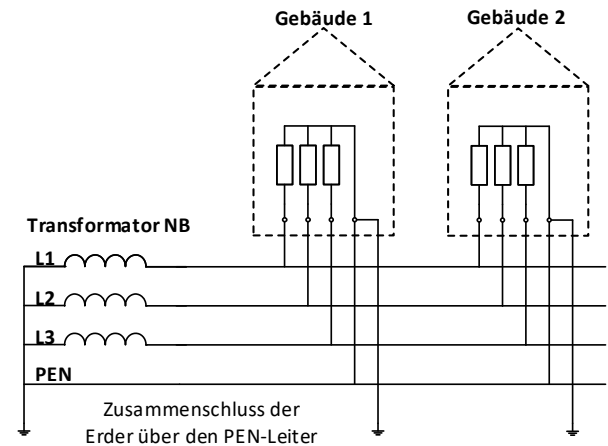 Gebäude 1
Gebäude 2
Transformator NB
L1
L2
L3
PEN
Zusammenschluss der
Erder über den PEN-Leiter